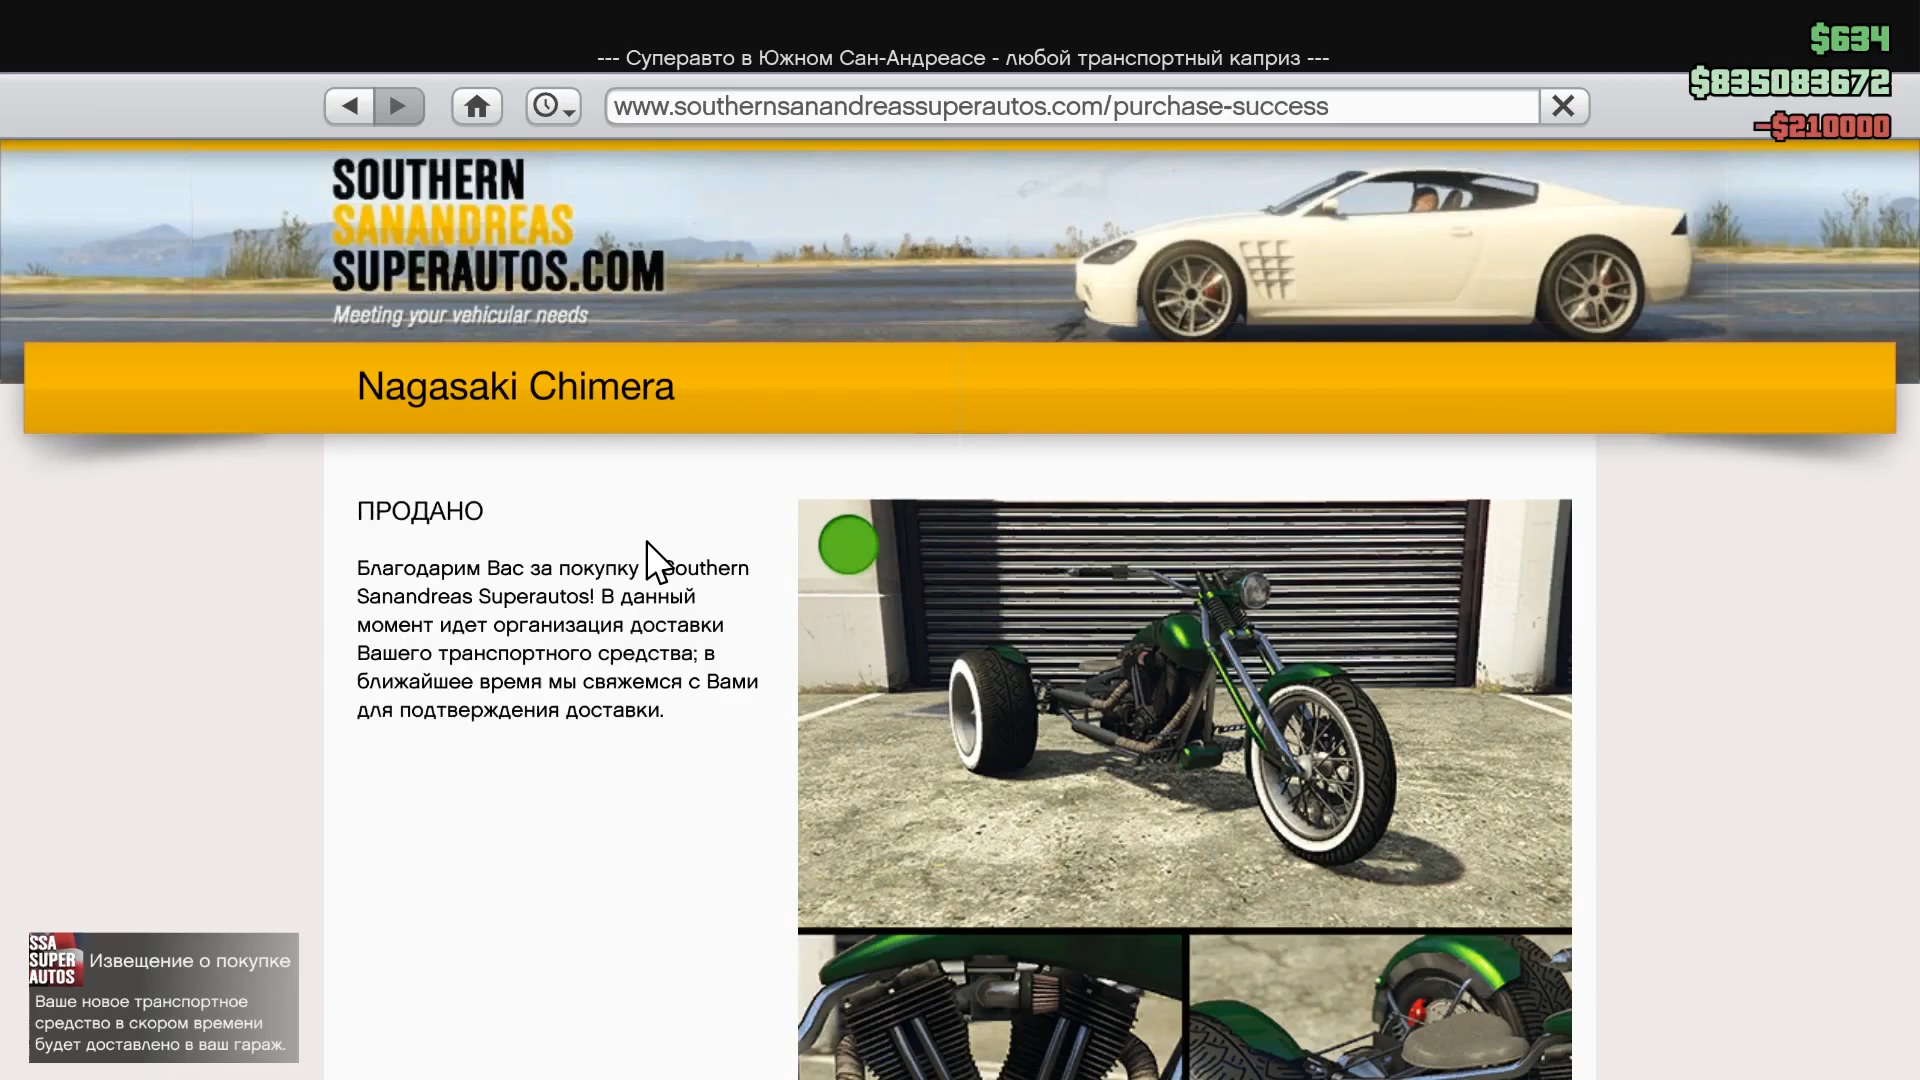 --- Суперавто в Южном Сан-Андреасе - любой транспортный каприз ---
$634
$835083672
-$210000
www.southernsanandreassuperautos.com/purchase-success
SOUTHERN
SANANDREAS
SUPERAUTOS.COM
Meeting your vehicular needs
Nagasaki Chimera
ПРОДАНО
Благодарим Вас за покупку outhern
Sanandreas Superautos! В данный
момент идет организация доставки
Вашего транспортного средства; в
ближайшее время мы свяжемся с Вами
для подтверждения доставки.
SSA
SUPER
AUTOS
Извещение о покупке
Ваше новое транспортное
средство в скором времени
будет доставлено в ваш гараж.